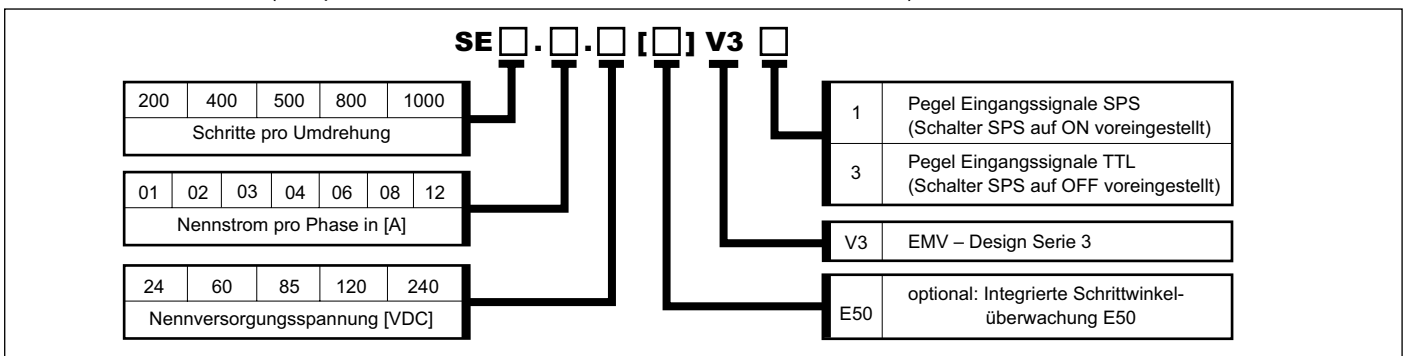 SE□.□.□ [□] V3 □
200 400 500 800 1000
Schritte pro Umdrehung
01 02 03 04 06 08 12
Nennstrom pro Phase in [A]
24 60 85 120 240
Nennversorgungsspannung [VDC]
1 Pegel Eingangssignale SPS
(Schalter SPS auf ON voreingestellt)
3 Pegel Eingangssignale TTL
(Schalter SPS auf OFF voreingestellt)
V3 EMV – Design Serie 3
E50 optional: Integrierte Schrittwinkel-
überwachung E50